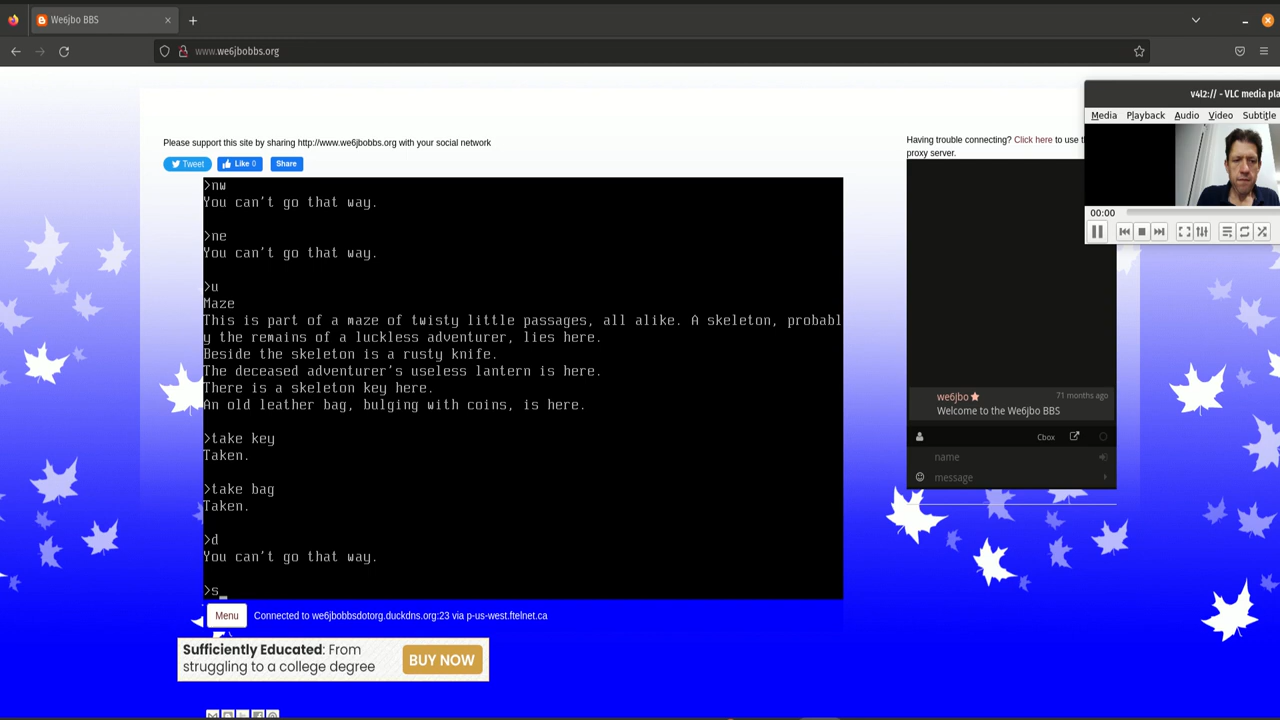 We6jbo BBS
www.we6jbobbs.org
v4l2:// - VLC media pla
Media Playback Audio Video Subtitle
00:00
Please support this site by sharing http://www.we6jbobbs.org with your social network
Tweet Like 0 Share
Having trouble connecting? Click here to use t
proxy server.
>nw
You can't go that way.
>ne
You can't go that way.
>u
Maze
This is part of a maze of twisty little passages, all alike. A skeleton, probabl
y the remains of a luckless adventurer, lies here.
Beside the skeleton is a rusty knife.
The deceased adventurer's useless lantern is here.
There is a skeleton key here.
An old leather bag, bulging with coins, is here.
>take key
Taken.
>take bag
Taken.
>d
You can't go that way.
>s_
we6jbo 71 months ago
Welcome to the We6jbo BBS
Cbox
name
message
Menu Connected to we6jbobbsdotorg.duckdns.org:23 via p-us-west.ftelnet.ca
Sufficiently Educated: From
struggling to a college degree
BUY NOW